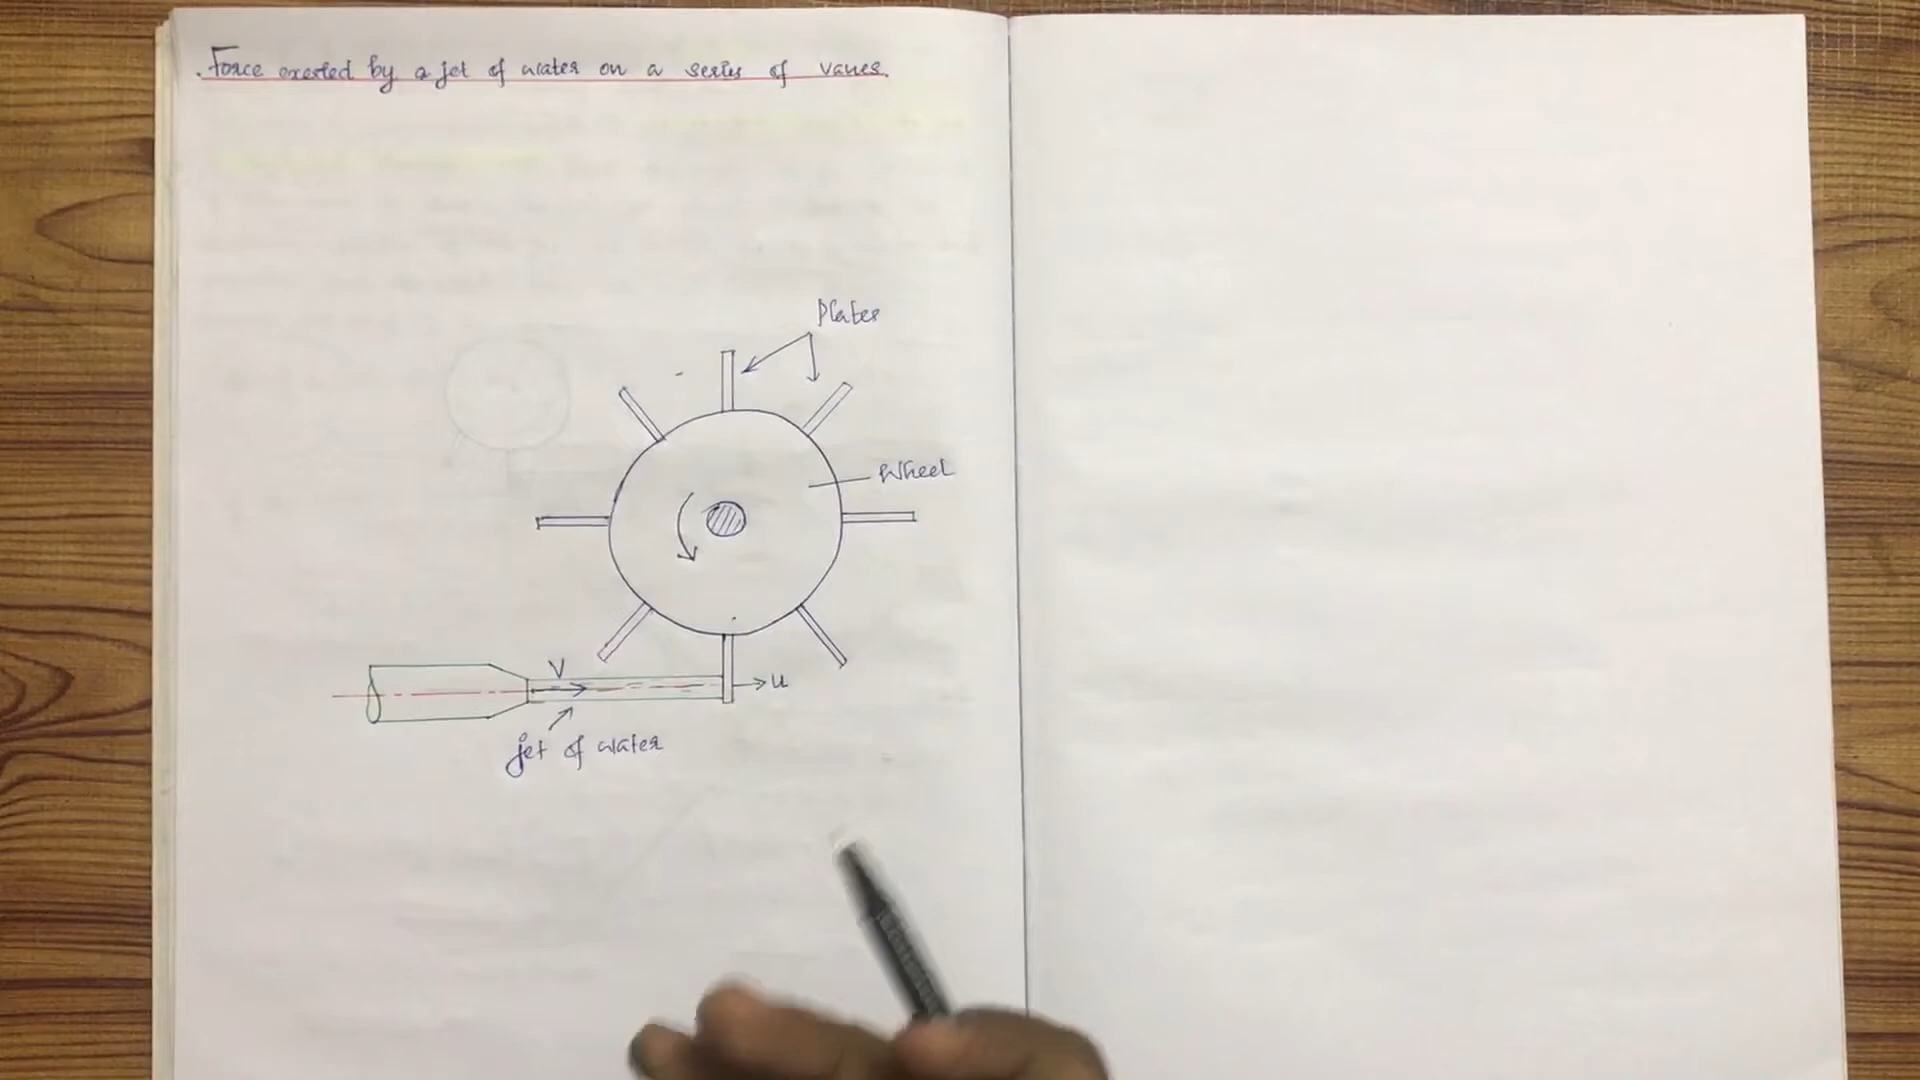 Force exerted by a jet of water on a series of vanes.
Plates
Wheel
V
u
jet of water